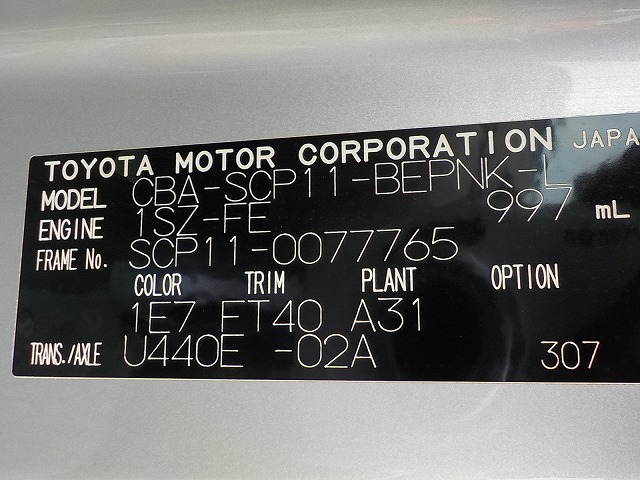 TOYOTA MOTOR CORPORATION JAPA
MODEL CBA-SCP11-BEPNK-L
ENGINE 1SZ-FE 997 mL
FRAME No. SCP11-0077765
COLOR TRIM PLANT OPTION
1E7 FT40 A31
TRANS./AXLE U440E -02A 307